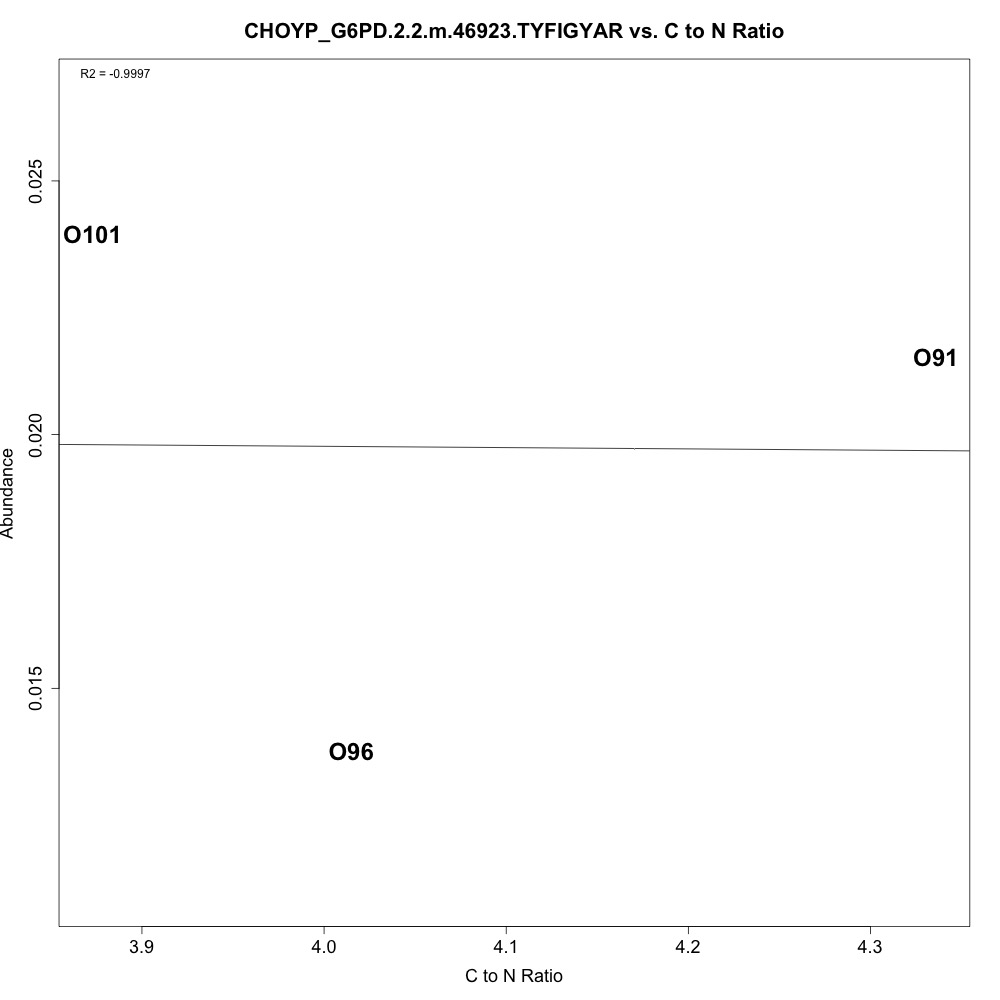 CHOYP_G6PD.2.2.m.46923.TYFIGYAR vs. C to N Ratio
R2 = -0.9997
0.025
O101
O91
0.020
Abundance
0.015
O96
3.9 4.0 4.1 4.2 4.3
C to N Ratio